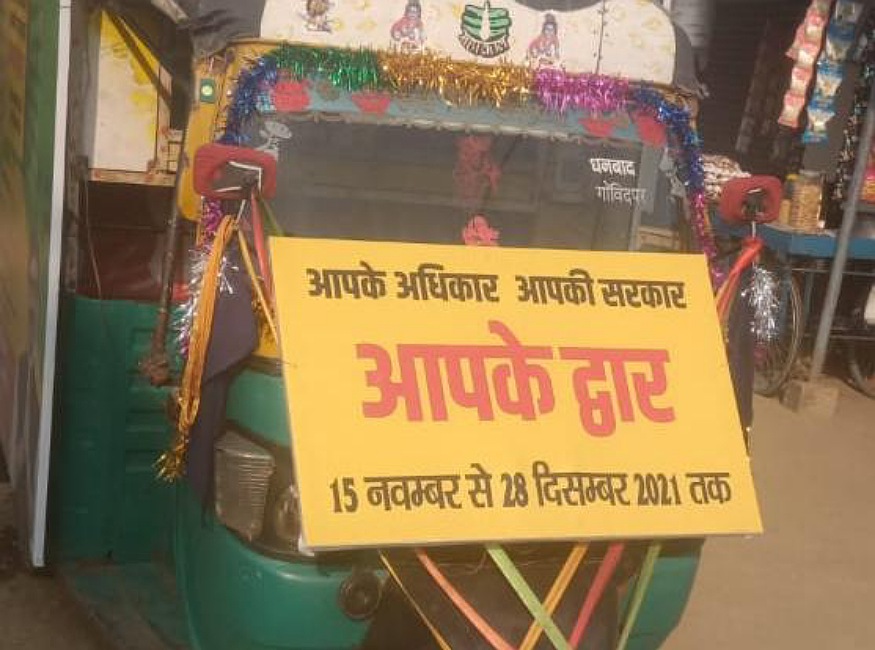 धनबाद
गोविंदपुर
आपके अधिकार आपकी सरकार
आपके द्वार
15 नवम्बर से 28 दिसम्बर 2021 तक